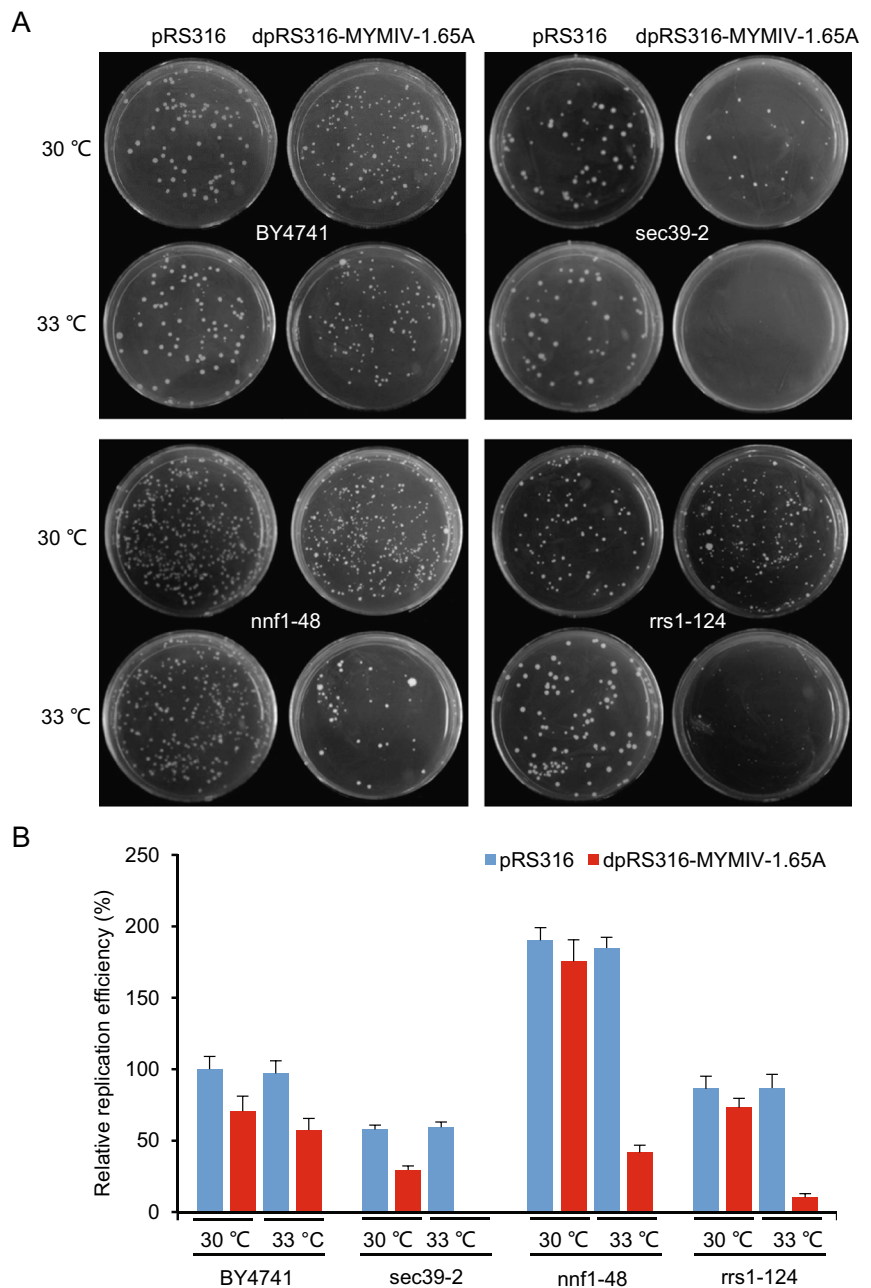 A
pRS316 dpRS316-MYMIV-1.65A pRS316 dpRS316-MYMIV-1.65A
30 ℃
BY4741 sec39-2
33 ℃
30 ℃
nnf1-48 rrs1-124
33 ℃
B
Relative replication efficiency (%)
250
200
150
100
50
0
pRS316 dpRS316-MYMIV-1.65A
30 ℃ 33 ℃ 30 ℃ 33 ℃ 30 ℃ 33 ℃ 30 ℃ 33 ℃
BY4741 sec39-2 nnf1-48 rrs1-124